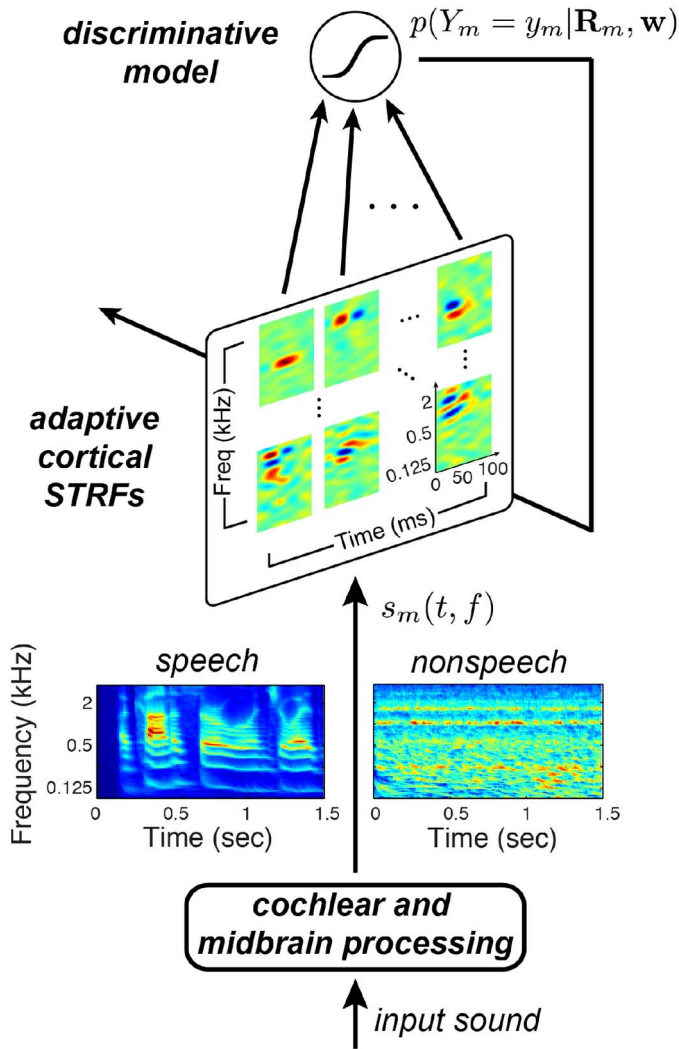 discriminative
model
p(Y_m = y_m|R_m, w)
. . .
...
...
...
...
adaptive
cortical
STRFs
Freq (kHz)
2
0.5
0.125
0 50 100
Time (ms)
s_m(t, f)
speech
nonspeech
Frequency (kHz)
2
0.5
0.125
0 0.5 1 1.5
Time (sec)
0 0.5 1 1.5
Time (sec)
cochlear and
midbrain processing
input sound